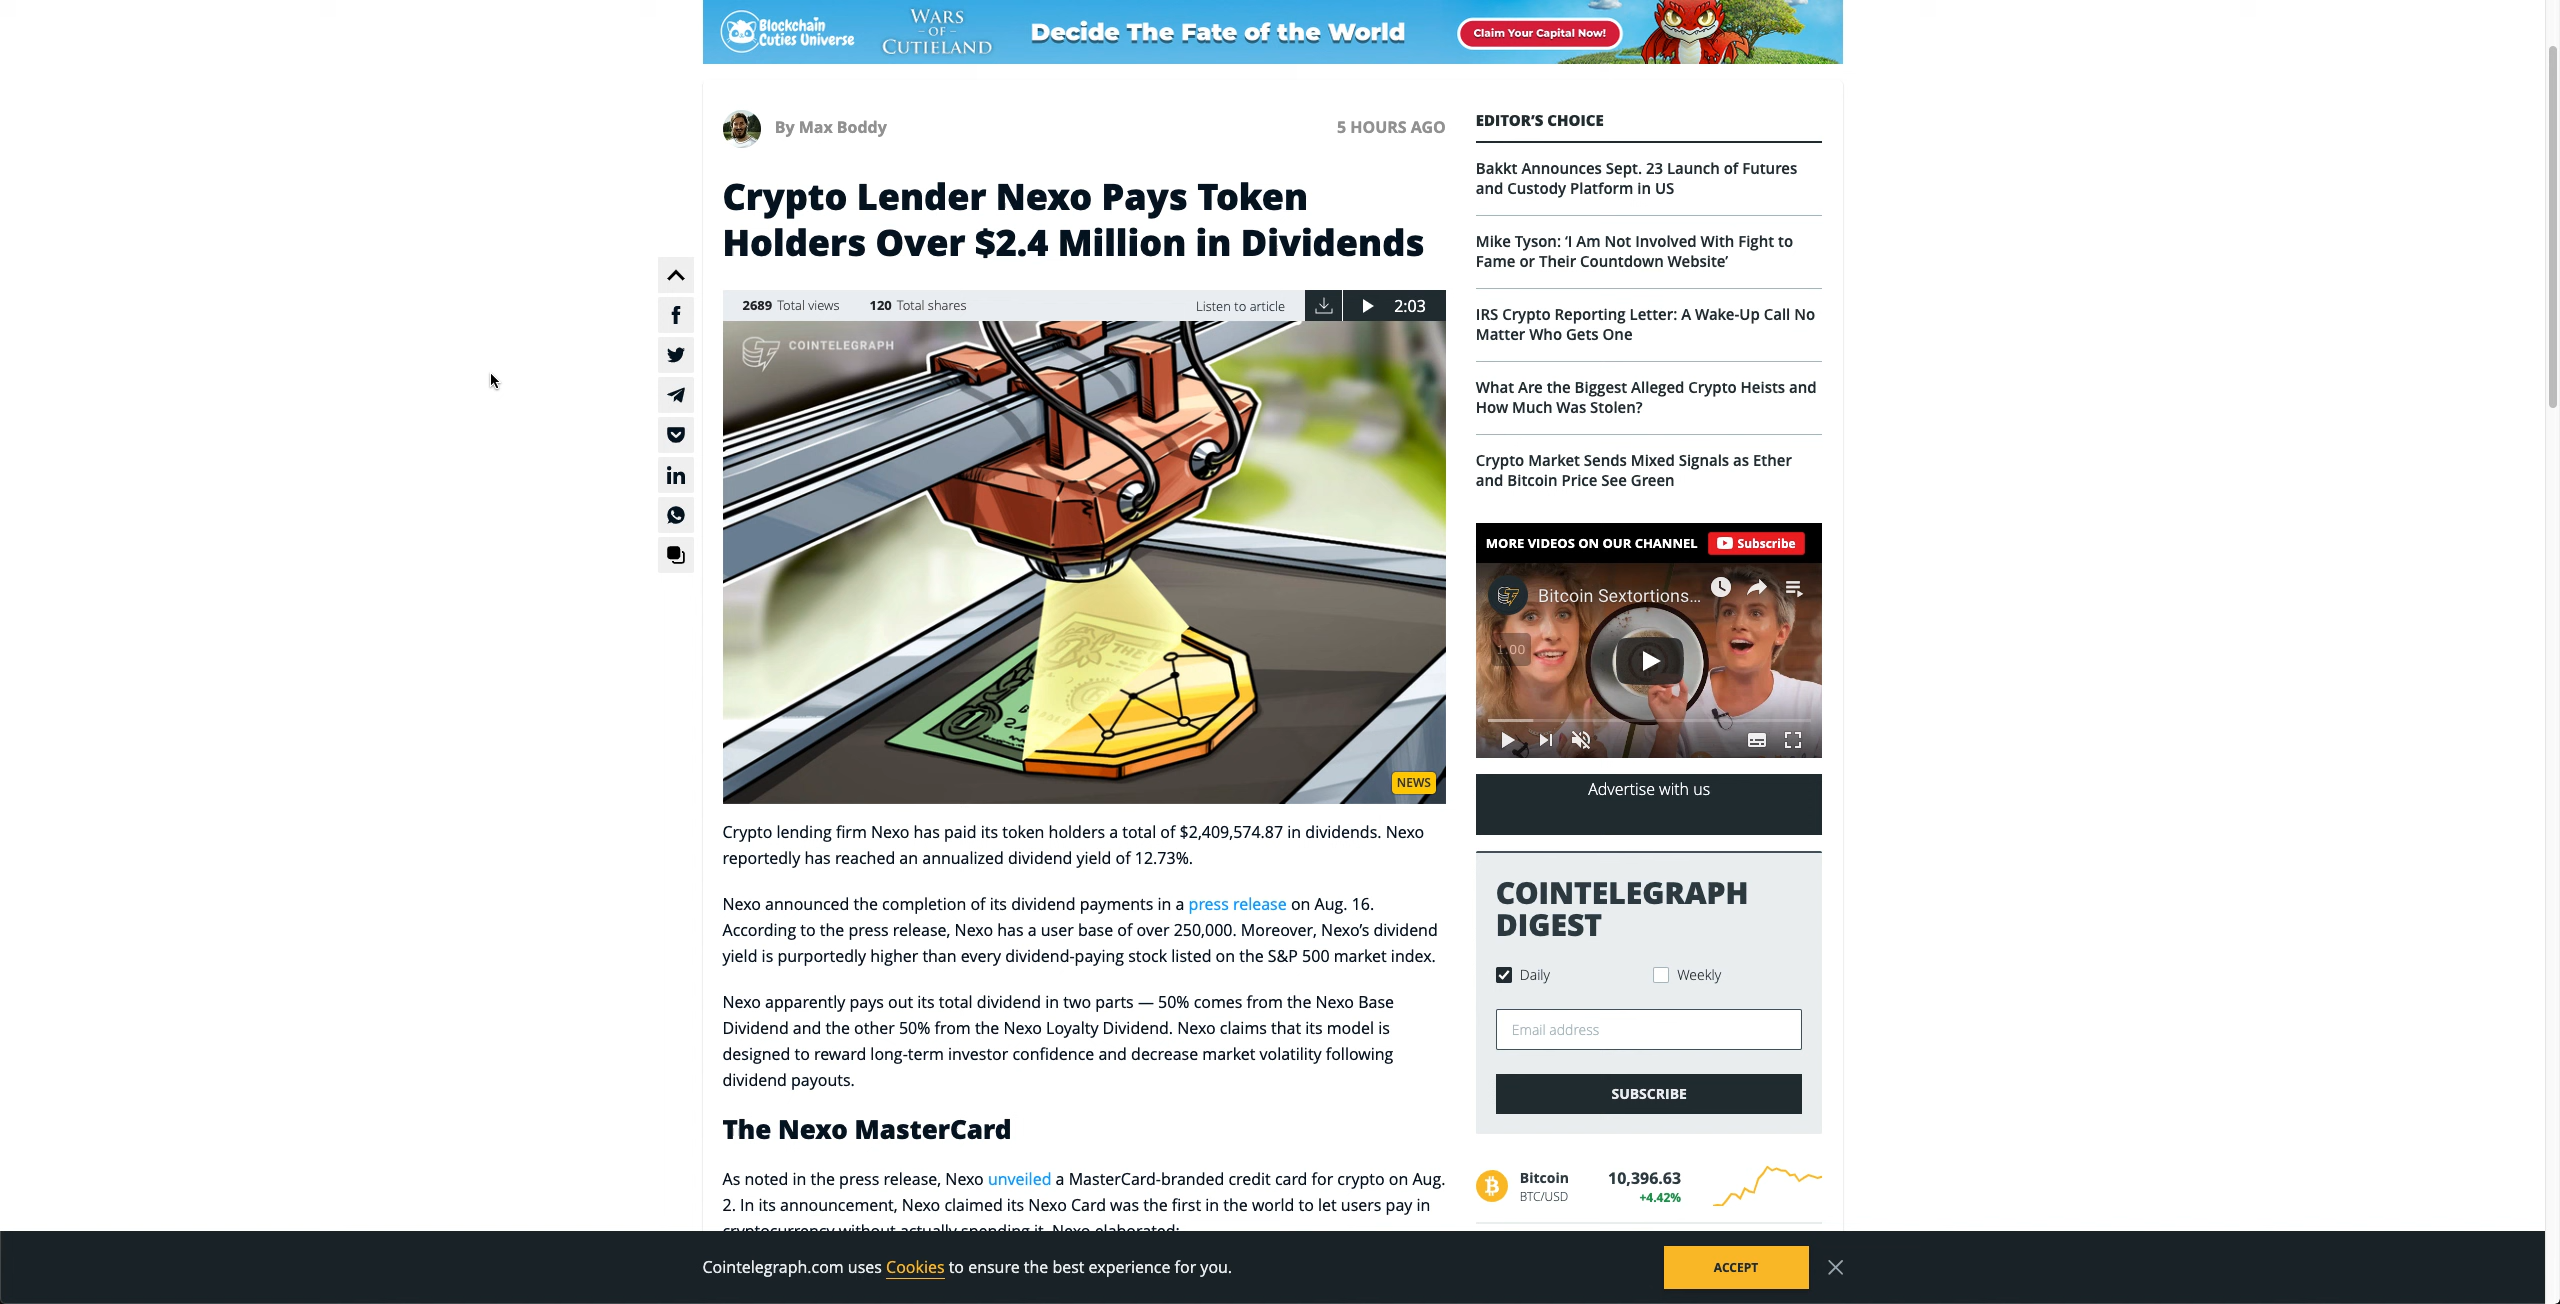 Blockchain
Cuties Universe
WARS
- OF -
CUTIELAND
Decide The Fate of the World
Claim Your Capital Now!
By Max Boddy
5 HOURS AGO
Crypto Lender Nexo Pays Token
Holders Over $2.4 Million in Dividends
2689 Total views
120 Total shares
Listen to article
2:03
COINTELEGRAPH
NEWS
Crypto lending firm Nexo has paid its token holders a total of $2,409,574.87 in dividends. Nexo
reportedly has reached an annualized dividend yield of 12.73%.
Nexo announced the completion of its dividend payments in a press release on Aug. 16.
According to the press release, Nexo has a user base of over 250,000. Moreover, Nexo’s dividend
yield is purportedly higher than every dividend-paying stock listed on the S&P 500 market index.
Nexo apparently pays out its total dividend in two parts — 50% comes from the Nexo Base
Dividend and the other 50% from the Nexo Loyalty Dividend. Nexo claims that its model is
designed to reward long-term investor confidence and decrease market volatility following
dividend payouts.
The Nexo MasterCard
As noted in the press release, Nexo unveiled a MasterCard-branded credit card for crypto on Aug.
2. In its announcement, Nexo claimed its Nexo Card was the first in the world to let users pay in
cryptocurrency without actually spending it. Nexo elaborated:
EDITOR’S CHOICE
Bakkt Announces Sept. 23 Launch of Futures
and Custody Platform in US
Mike Tyson: ‘I Am Not Involved With Fight to
Fame or Their Countdown Website’
IRS Crypto Reporting Letter: A Wake-Up Call No
Matter Who Gets One
What Are the Biggest Alleged Crypto Heists and
How Much Was Stolen?
Crypto Market Sends Mixed Signals as Ether
and Bitcoin Price See Green
MORE VIDEOS ON OUR CHANNEL
Subscribe
Bitcoin Sextortions...
1:00
Advertise with us
COINTELEGRAPH
DIGEST
Daily
Weekly
Email address
SUBSCRIBE
Bitcoin
10,396.63
BTC/USD
+4.42%
Cointelegraph.com uses Cookies to ensure the best experience for you.
ACCEPT